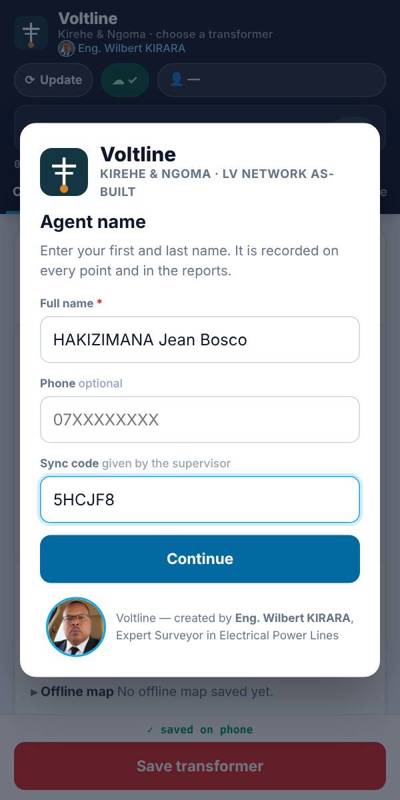 Voltline
Kirehe & Ngoma · choose a transformer
Eng. Wilbert KIRARA
⟳ Update
☁ ✓
👤 —
Voltline
KIREHE & NGOMA · LV NETWORK AS-
BUILT
Agent name
Enter your first and last name. It is recorded on
every point and in the reports.
Full name *
HAKIZIMANA Jean Bosco
Phone optional
07XXXXXXXX
Sync code given by the supervisor
5HCJF8
Continue
Voltline — created by Eng. Wilbert KIRARA,
Expert Surveyor in Electrical Power Lines
▸ Offline map No offline map saved yet.
✓ saved on phone
Save transformer